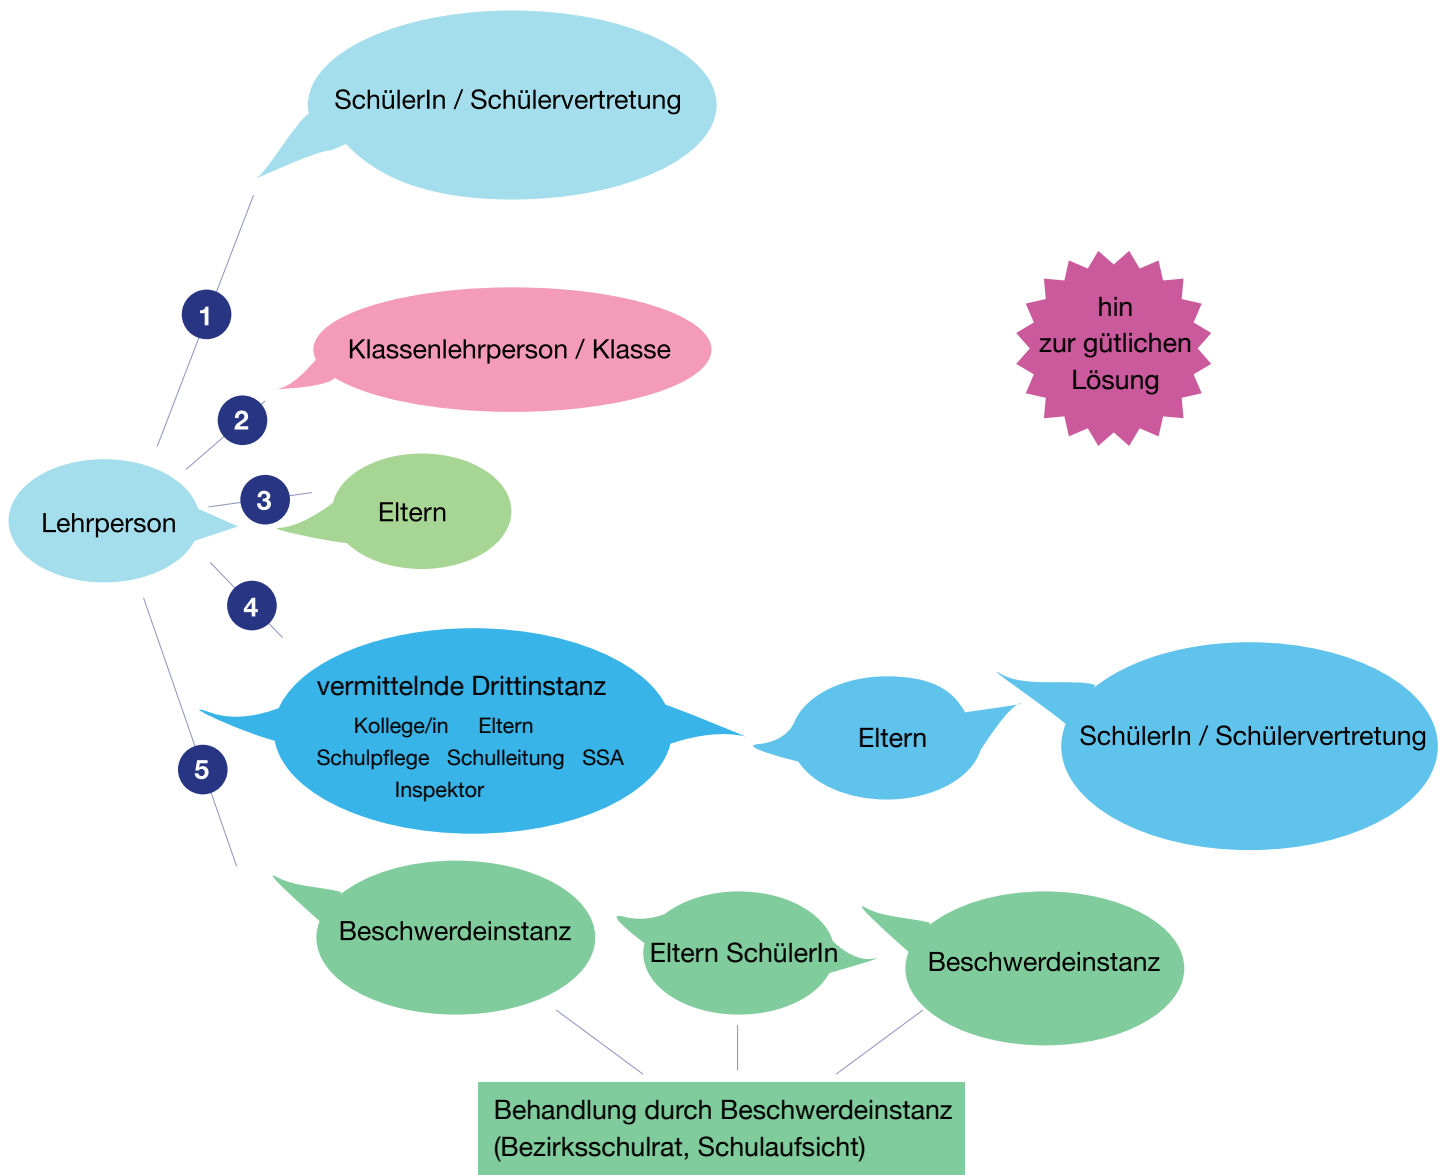 SchülerIn / Schülervertretung
1
hin
zur gütlichen
Lösung
Klassenlehrperson / Klasse
2
3
Eltern
Lehrperson
4
vermittelnde Drittinstanz
Kollege/in Eltern
Schulpflege Schulleitung SSA
Inspektor
Eltern
SchülerIn / Schülervertretung
5
Beschwerdeinstanz
Eltern SchülerIn
Beschwerdeinstanz
Behandlung durch Beschwerdeinstanz
(Bezirksschulrat, Schulaufsicht)